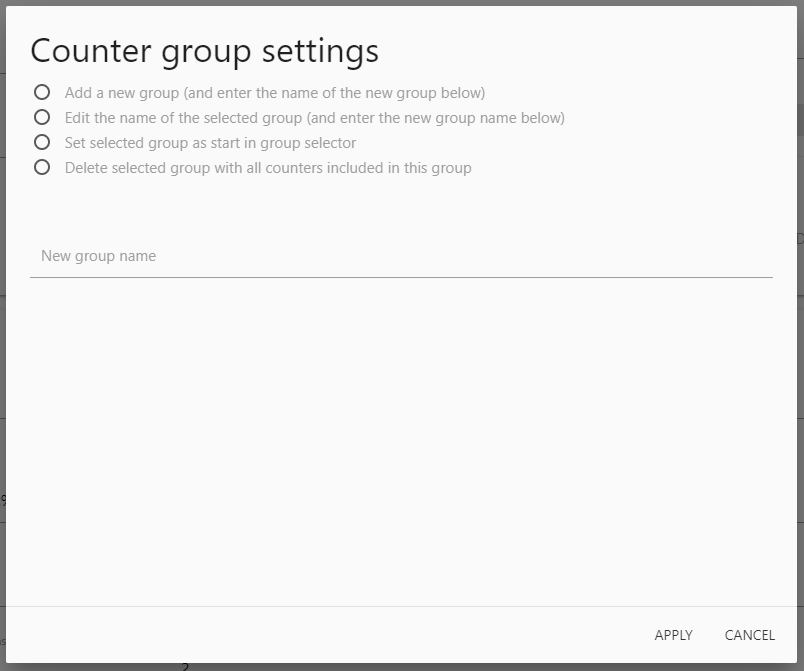 Counter group settings
Add a new group (and enter the name of the new group below)
Edit the name of the selected group (and enter the new group name below)
Set selected group as start in group selector
Delete selected group with all counters included in this group
New group name
APPLY
CANCEL